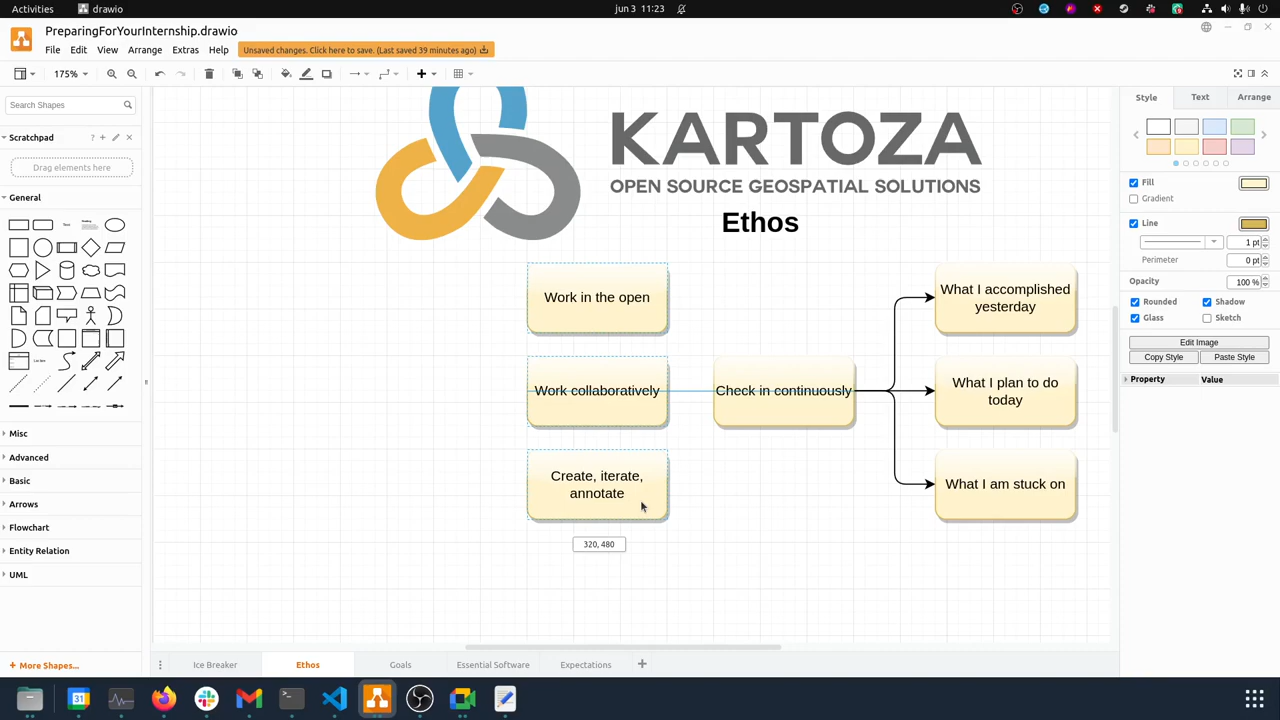 Activities
drawio
jun 3 11:23
PreparingForYourInternship.drawio
File Edit View Arrange Extras Help
Unsaved changes. Click here to save. (Last saved 39 minutes ago)
175%
Search Shapes
Scratchpad
Drag elements here
General
Text
Heading
List Item
Misc
Advanced
Basic
Arrows
Flowchart
Entity Relation
UML
More Shapes...
KARTOZA
OPEN SOURCE GEOSPATIAL SOLUTIONS
Ethos
Work in the open
Work collaboratively
Create, iterate,
annotate
320, 480
Check in continuously
What I accomplished
yesterday
What I plan to do
today
What I am stuck on
Style Text Arrange
Fill
Gradient
Line
1 pt
Perimeter 0 pt
Opacity 100 %
Rounded Shadow
Glass Sketch
Edit Image
Copy Style Paste Style
Property Value
Ice Breaker Ethos Goals Essential Software Expectations
31